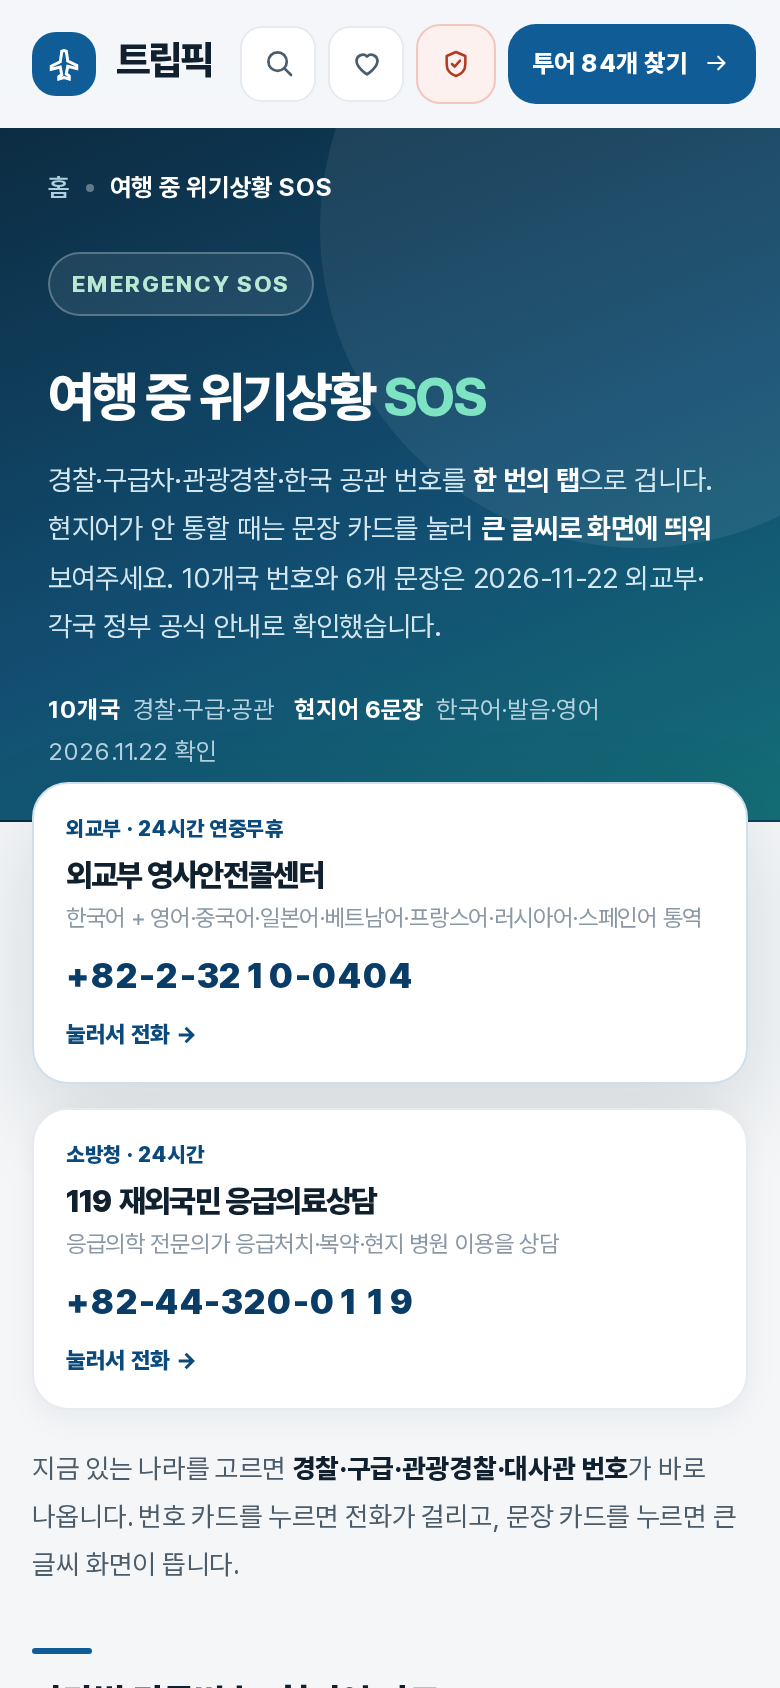 트립픽
투어 84개 찾기 →
홈 • 여행 중 위기상황 SOS
EMERGENCY SOS
여행 중 위기상황 SOS
경찰·구급차·관광경찰·한국 공관 번호를 한 번의 탭으로 겁니다.
현지어가 안 통할 때는 문장 카드를 눌러 큰 글씨로 화면에 띄워
보여주세요. 10개국 번호와 6개 문장은 2026-11-22 외교부·
각국 정부 공식 안내로 확인했습니다.
10개국 경찰·구급·공관 현지어 6문장 한국어·발음·영어
2026.11.22 확인
외교부 · 24시간 연중무휴
외교부 영사안전콜센터
한국어 + 영어·중국어·일본어·베트남어·프랑스어·러시아어·스페인어 통역
+82-2-3210-0404
눌러서 전화 →
소방청 · 24시간
119 재외국민 응급의료상담
응급의학 전문의가 응급처치·복약·현지 병원 이용을 상담
+82-44-320-0119
눌러서 전화 →
지금 있는 나라를 고르면 경찰·구급·관광경찰·대사관 번호가 바로
나옵니다. 번호 카드를 누르면 전화가 걸리고, 문장 카드를 누르면 큰
글씨 화면이 뜹니다.